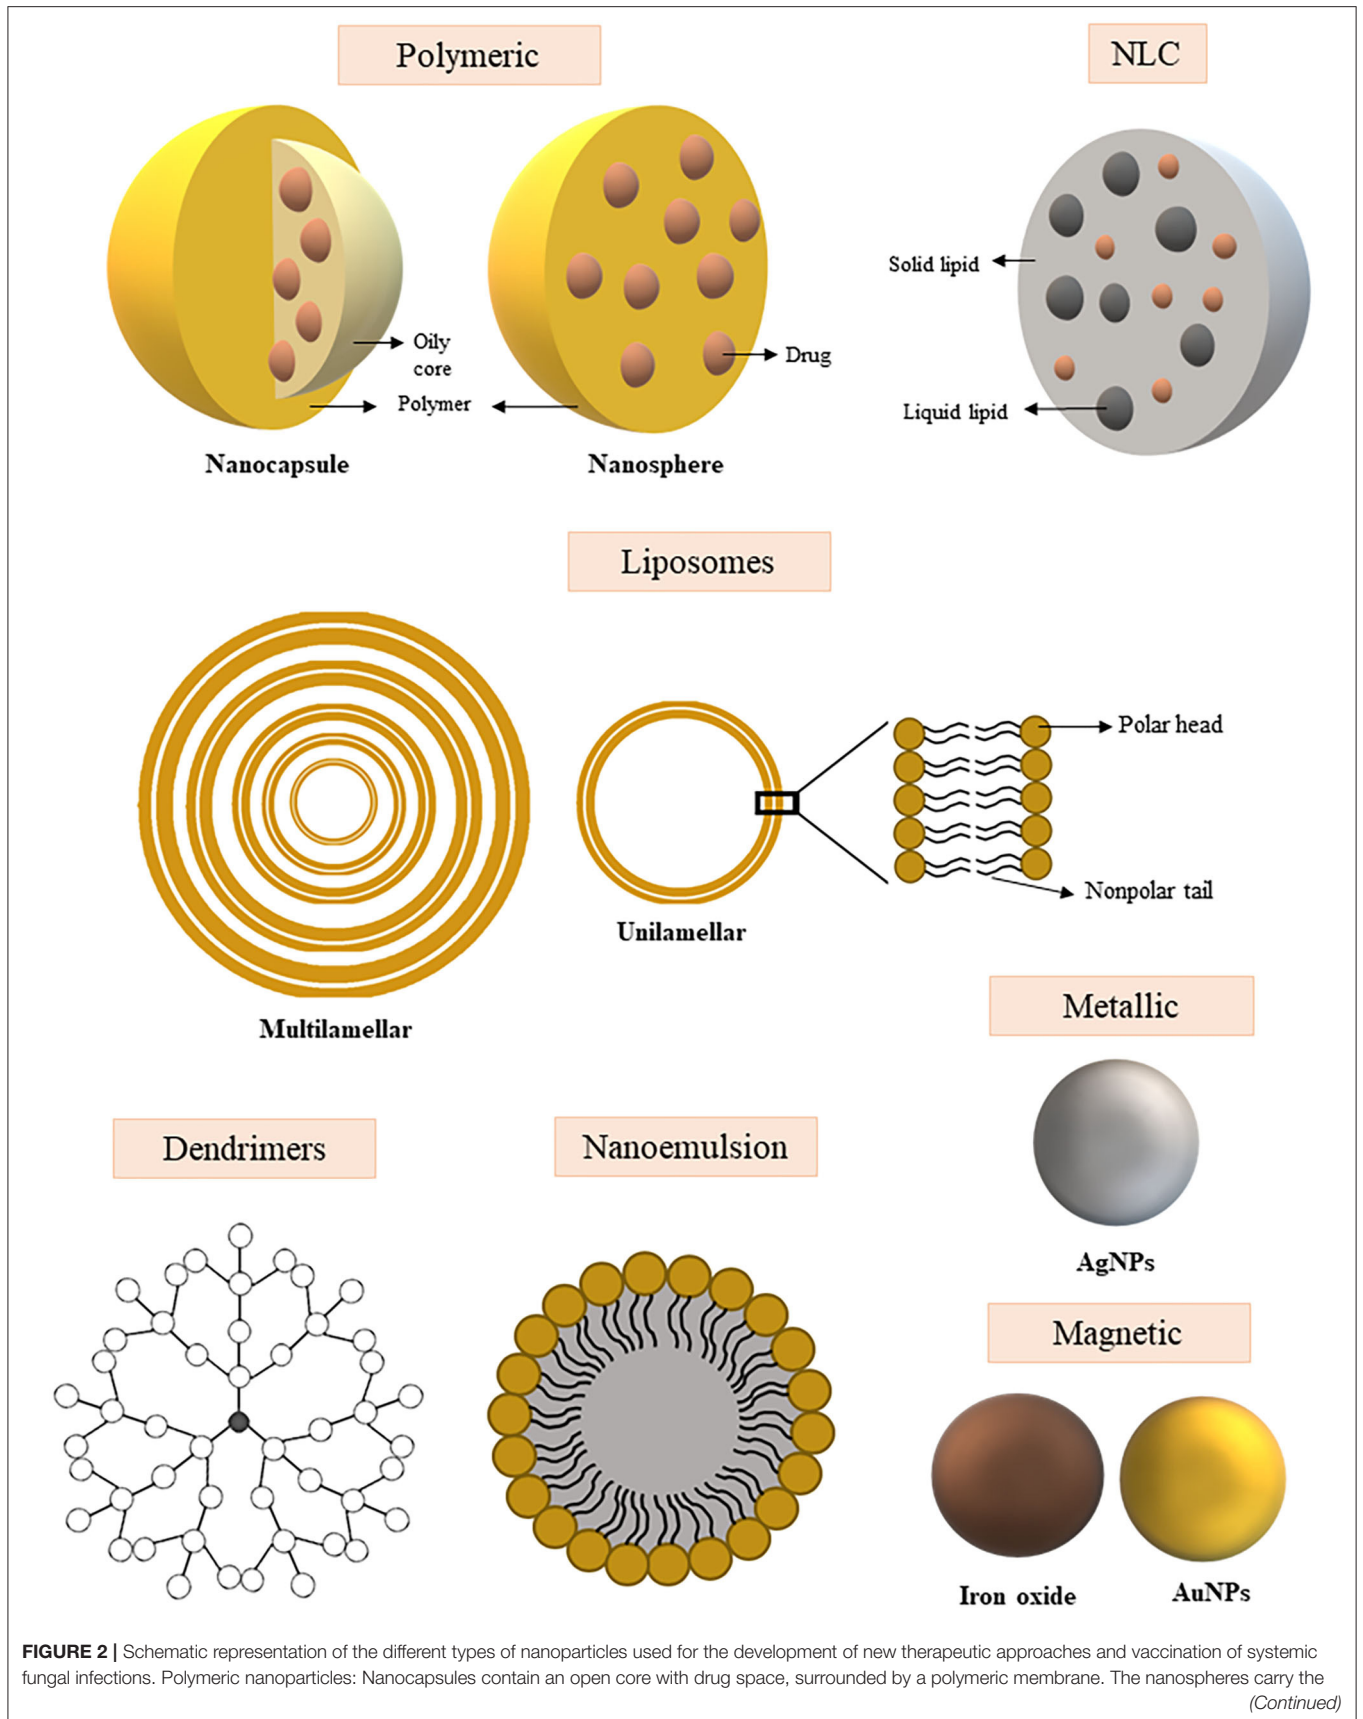 Polymeric
NLC
Solid lipid
Oily
core
Drug
Polymer
Liquid lipid
Nanocapsule
Nanosphere
Liposomes
Polar head
Nonpolar tail
Unilamellar
Multilamellar
Metallic
Dendrimers
Nanoemulsion
AgNPs
Magnetic
Iron oxide
AuNPs
FIGURE 2 | Schematic representation of the different types of nanoparticles used for the development of new therapeutic approaches and vaccination of systemic
fungal infections. Polymeric nanoparticles: Nanocapsules contain an open core with drug space, surrounded by a polymeric membrane. The nanospheres carry the
(Continued)